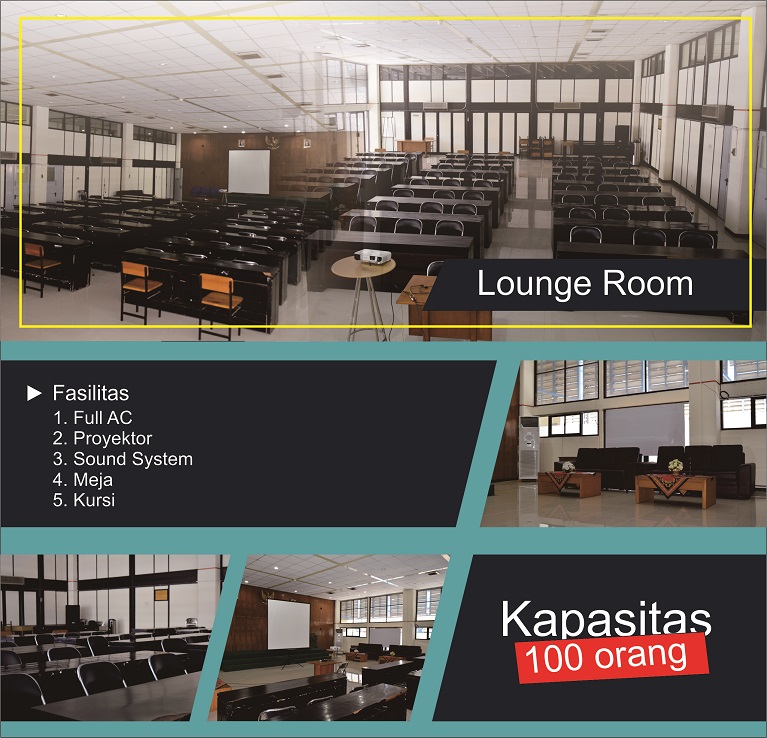 Lounge Room
Fasilitas
1. Full AC
2. Proyektor
3. Sound System
4. Meja
5. Kursi
Kapasitas
100 orang